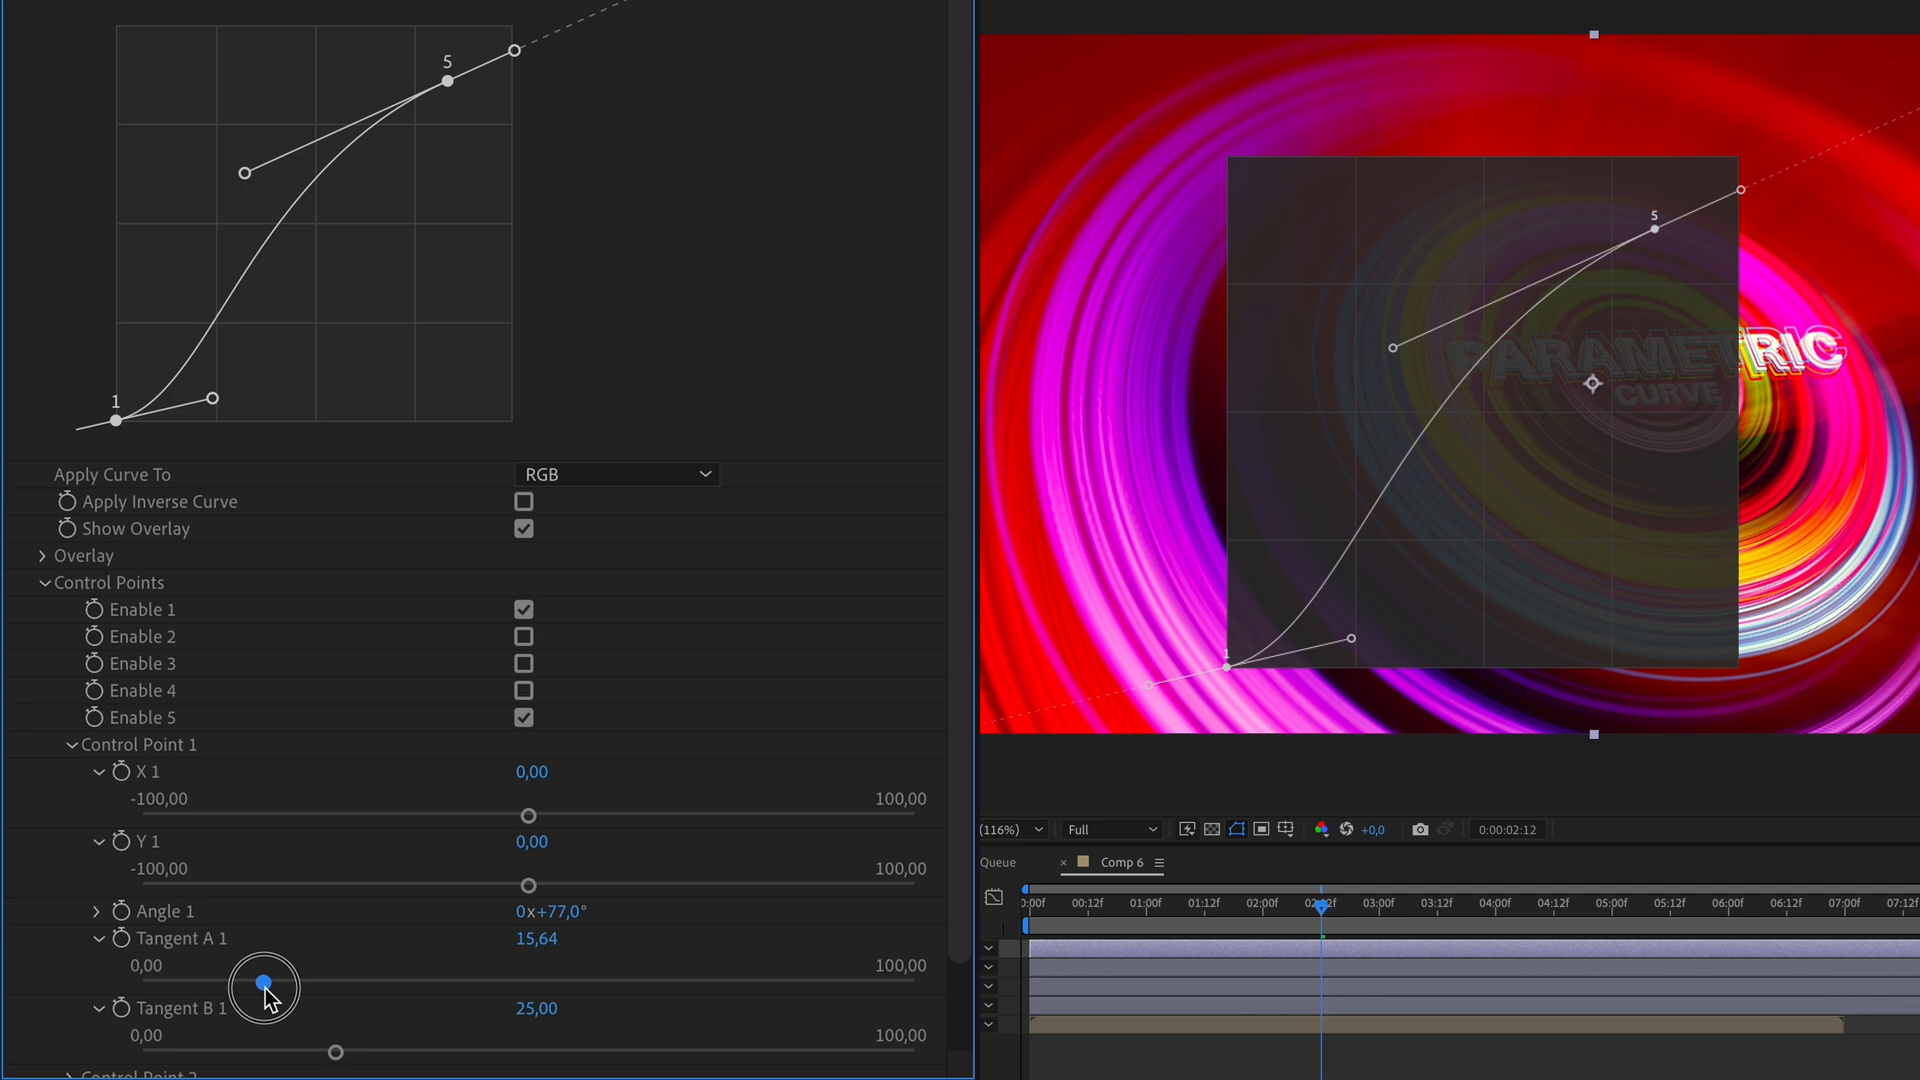 5
1
Apply Curve To RGB
Apply Inverse Curve
Show Overlay
Overlay
Control Points
Enable 1
Enable 2
Enable 3
Enable 4
Enable 5
Control Point 1
X 1 0,00
-100,00 100,00
Y 1 0,00
-100,00 100,00
Angle 1 0x+77,0°
Tangent A 1 15,64
0,00 100,00
Tangent B 1 25,00
0,00 100,00
Control Point 2
5
PARAMETRIC
CURVE
1
(116%) Full +0,0 0:00:02:12
Queue × Comp 6
0:00f 00:12f 01:00f 01:12f 02:00f 02:12f 03:00f 03:12f 04:00f 04:12f 05:00f 05:12f 06:00f 06:12f 07:00f 07:12f